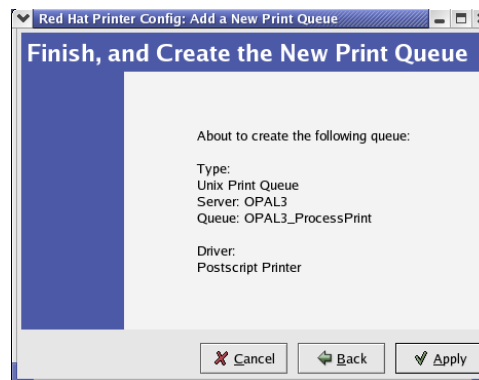 Red Hat Printer Config: Add a New Print Queue
Finish, and Create the New Print Queue
About to create the following queue:
Type:
Unix Print Queue
Server: OPAL3
Queue: OPAL3_ProcessPrint
Driver:
Postscript Printer
Cancel
Back
Apply